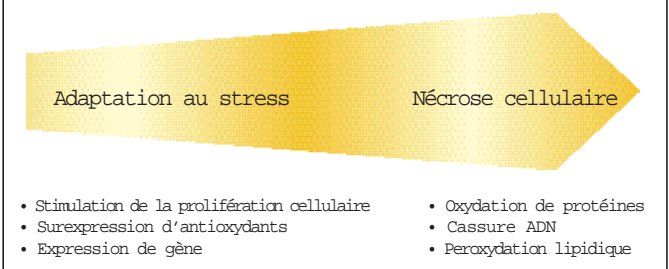 Adaptation au stress
Nécrose cellulaire
• Stimulation de la prolifération cellulaire
• Surexpression d'antioxydants
• Expression de gène
• Oxydation de protéines
• Cassure ADN
• Peroxydation lipidique